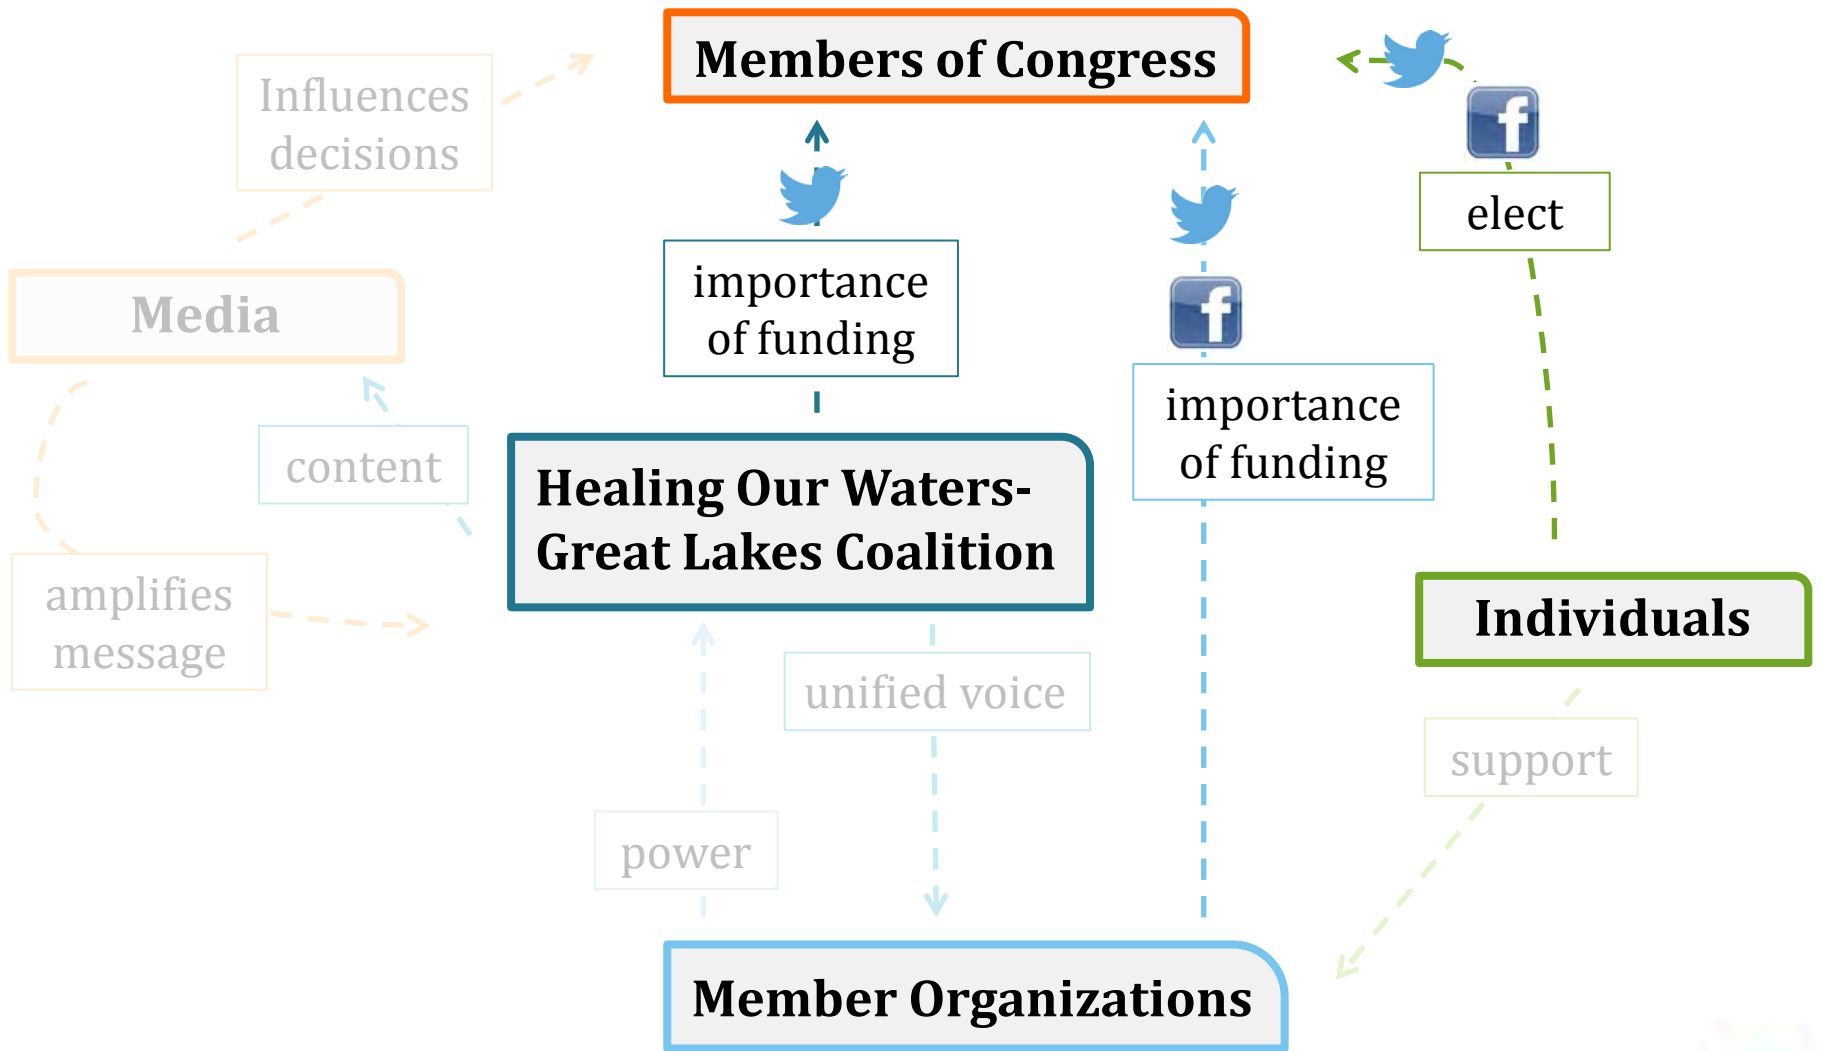 Members of Congress
Influences
decisions
elect
importance
of funding
Media
importance
of funding
content
Healing Our Waters-
Great Lakes Coalition
amplifies
message
Individuals
unified voice
support
power
Member Organizations